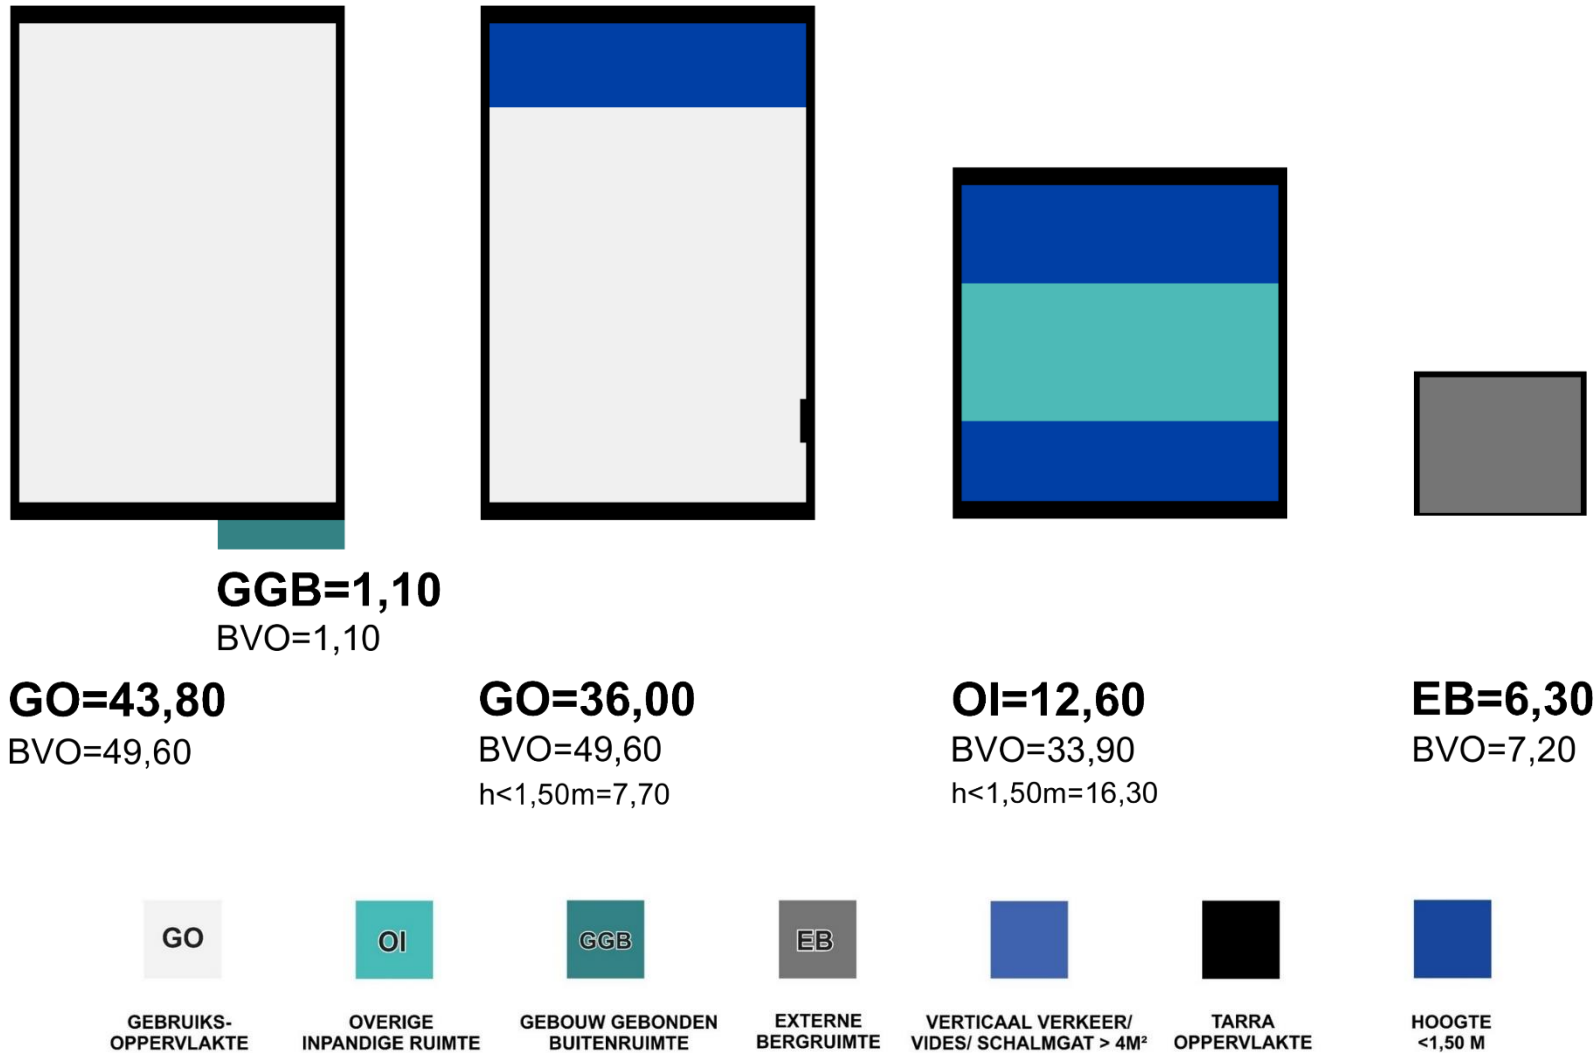 GGB=1,10
BVO=1,10
GO=43,80
BVO=49,60
GO=36,00
BVO=49,60
h<1,50m=7,70
OI=12,60
BVO=33,90
h<1,50m=16,30
EB=6,30
BVO=7,20
GO
GEBRUIKS-
OPPERVLAKTE
OI
OVERIGE
INPANDIGE RUIMTE
GGB
GEBOUW GEBONDEN
BUITENRUIMTE
EB
EXTERNE
BERGRUIMTE
VERTICAAL VERKEER/
VIDES/ SCHALMGAT > 4M²
TARRA
OPPERVLAKTE
HOOGTE
<1,50 M